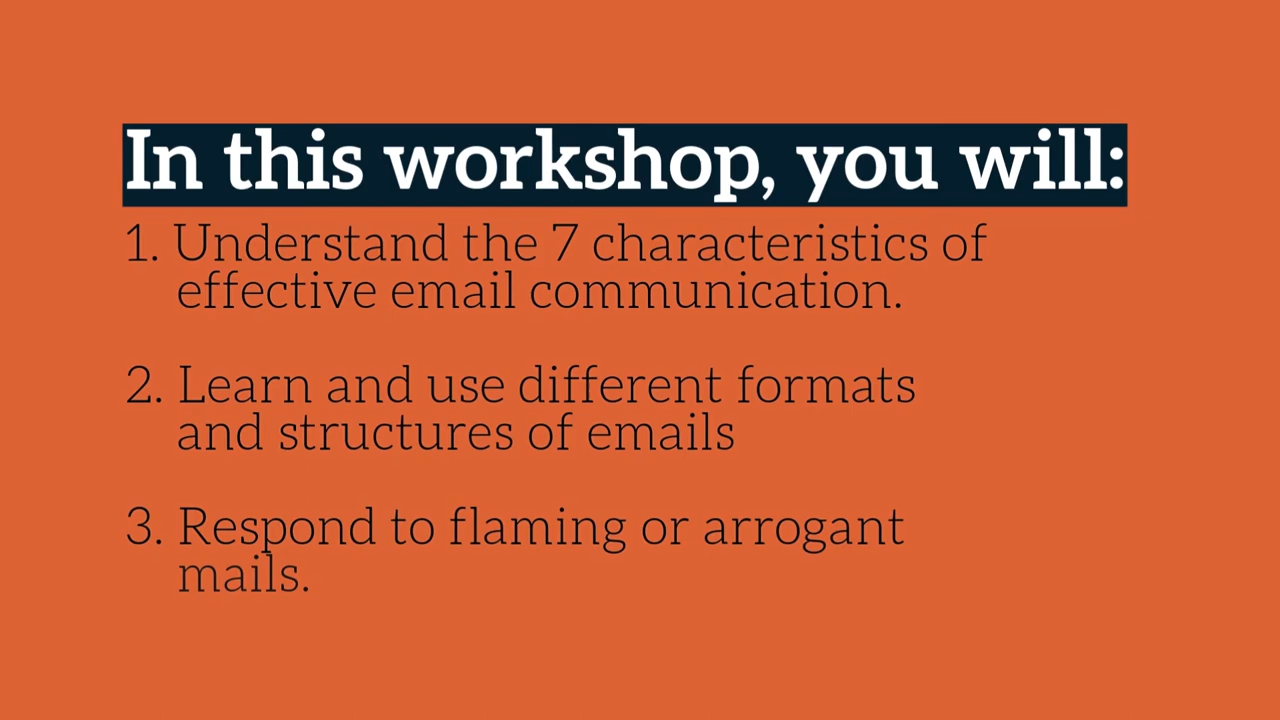 In this workshop, you will:
1. Understand the 7 characteristics of
effective email communication.
2. Learn and use different formats
and structures of emails
3. Respond to flaming or arrogant
mails.